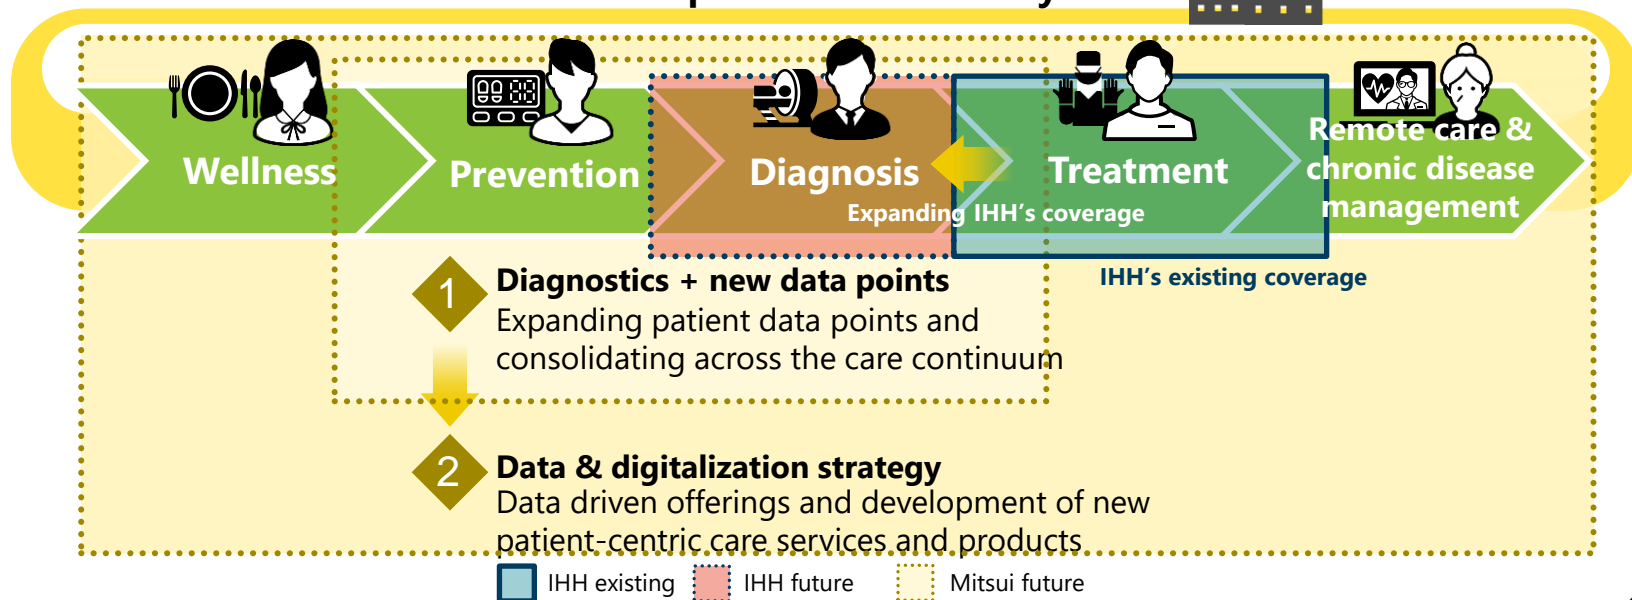 Wellness
Prevention
Diagnosis
Treatment
Remote care &
chronic disease
management
Expanding IHH's coverage
IHH's existing coverage
1
Diagnostics + new data points
Expanding patient data points and
consolidating across the care continuum
2
Data & digitalization strategy
Data driven offerings and development of new
patient-centric care services and products
IHH existing
IHH future
Mitsui future